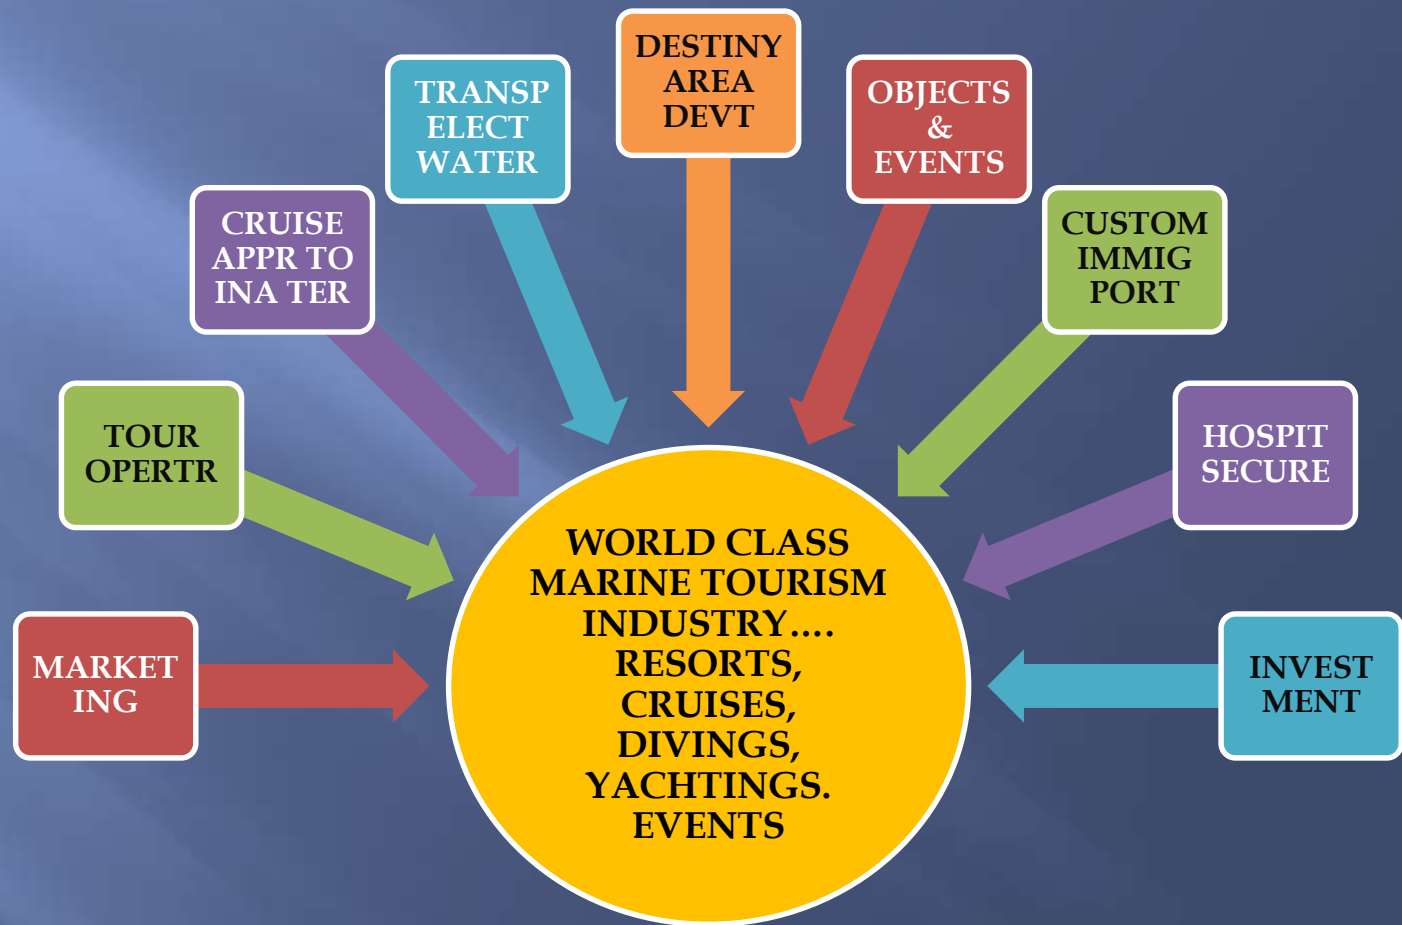 DESTINY
AREA
DEVT
TRANSP
ELECT
WATER
OBJECTS
&
EVENTS
CRUISE
APPR TO
INA TER
CUSTOM
IMMIG
PORT
TOUR
OPERTR
HOSPIT
SECURE
MARKET
ING
INVEST
MENT
WORLD CLASS
MARINE TOURISM
INDUSTRY....
RESORTS,
CRUISES,
DIVINGS,
YACHTINGS.
EVENTS